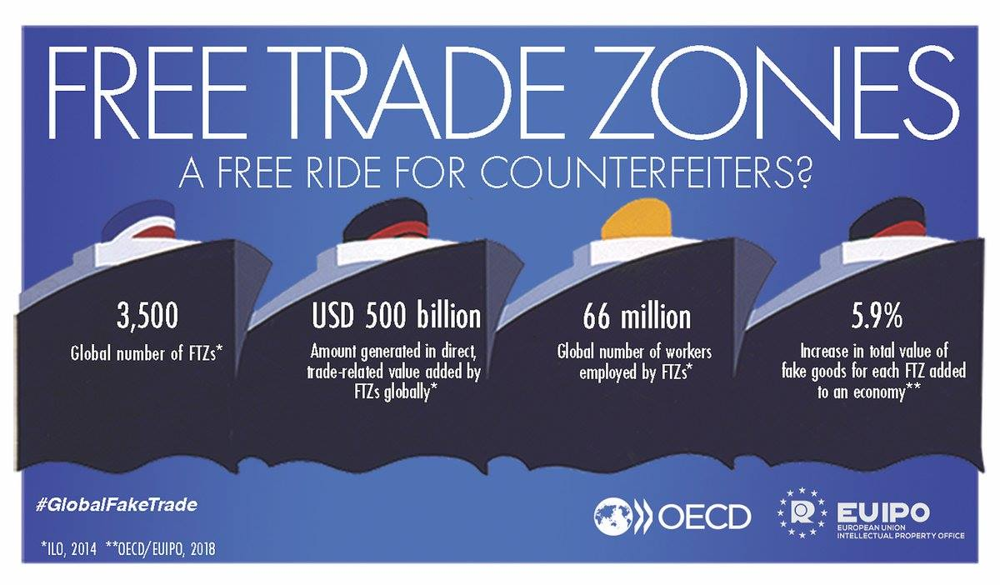 FREE TRADE ZONES
A FREE RIDE FOR COUNTERFEITERS?
3,500
Global number of FTZs*
USD 500 billion
Amount generated in direct,
trade-related value added by
FTZs globally*
66 million
Global number of workers
employed by FTZs*
5.9%
Increase in total value of
fake goods for each FTZ added
to an economy**
#GlobalFakeTrade
*ILO, 2014 **OECD/EUIPO, 2018
OECD
EUIPO
EUROPEAN UNION
INTELLECTUAL PROPERTY OFFICE